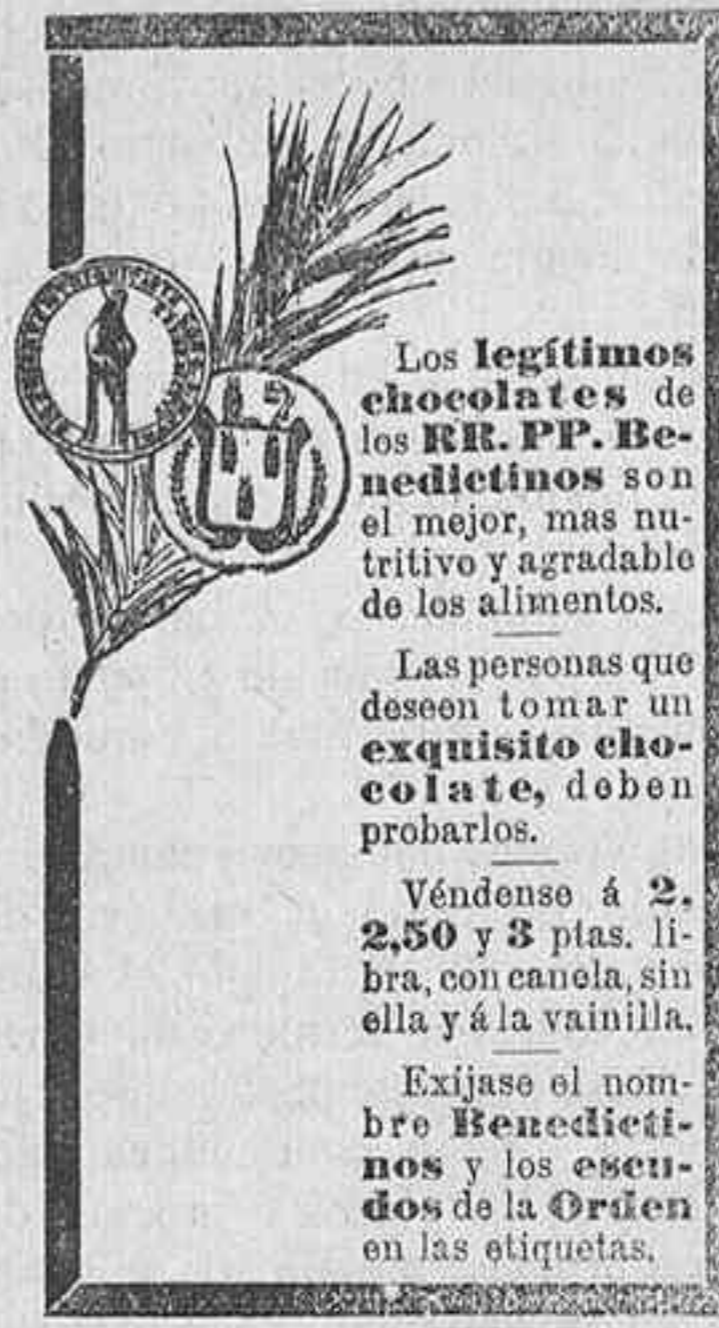 Los legítimos
chocolates de
los RR. PP. Be-
nedictinos son
el mejor, mas nu-
tritivo y agradable
de los alimentos.
Las personas que
deseen tomar un
exquisito cho-
colate, deben
probarlos.
Véndense á 2,
2,50 y 3 ptas. li-
bra, con canela, sin
ella y á la vainilla.
Exíjase el nom-
bre Benedicti-
nos y los escu-
dos de la Orden
en las etiquetas.